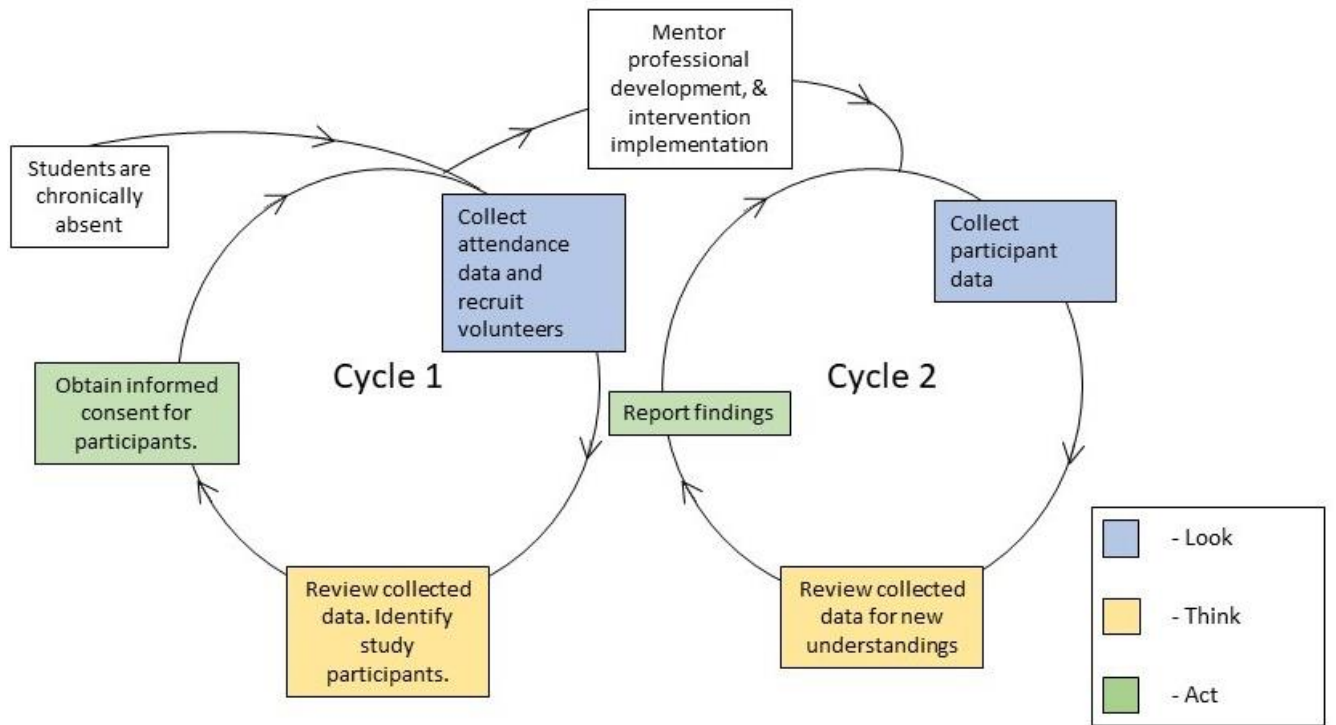 Mentor
professional
development, &
intervention
implementation
Students are
chronically
absent
Collect
attendance
data and
recruit
volunteers
Collect
participant
data
Cycle 1
Cycle 2
Obtain informed
consent for
participants.
Report findings
Review collected
data. Identify
study
participants.
Review collected
data for new
understandings
- Look
- Think
- Act